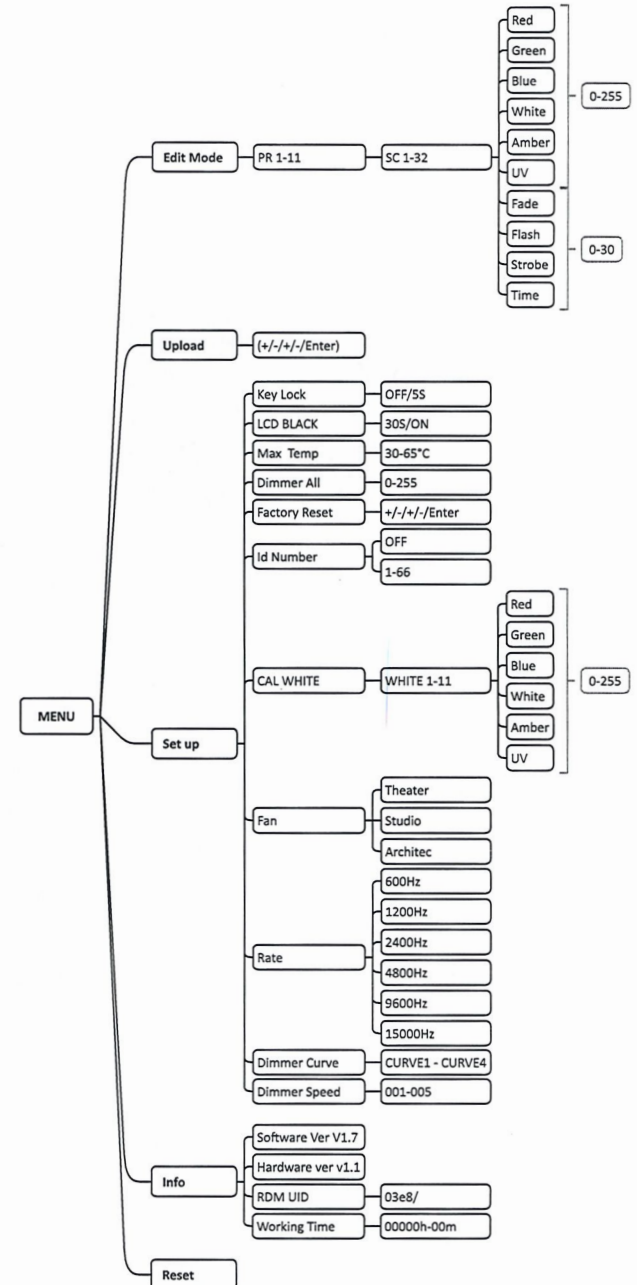 MENU
Edit Mode
PR 1-11
SC 1-32
Red
Green
Blue
White
Amber
UV
0-255
Fade
Flash
Strobe
Time
0-30
Upload
(+/-/+/-/Enter)
Set up
Key Lock
OFF/5S
LCD BLACK
30S/ON
Max Temp
30-65°C
Dimmer All
0-255
Factory Reset
+/-/+/-/Enter
Id Number
OFF
1-66
CAL WHITE
WHITE 1-11
Red
Green
Blue
White
Amber
UV
0-255
Fan
Theater
Studio
Architec
Rate
600Hz
1200Hz
2400Hz
4800Hz
9600Hz
15000Hz
Dimmer Curve
CURVE1 - CURVE4
Dimmer Speed
001-005
Info
Software Ver V1.7
Hardware ver v1.1
RDM UID
03e8/
Working Time
00000h-00m
Reset